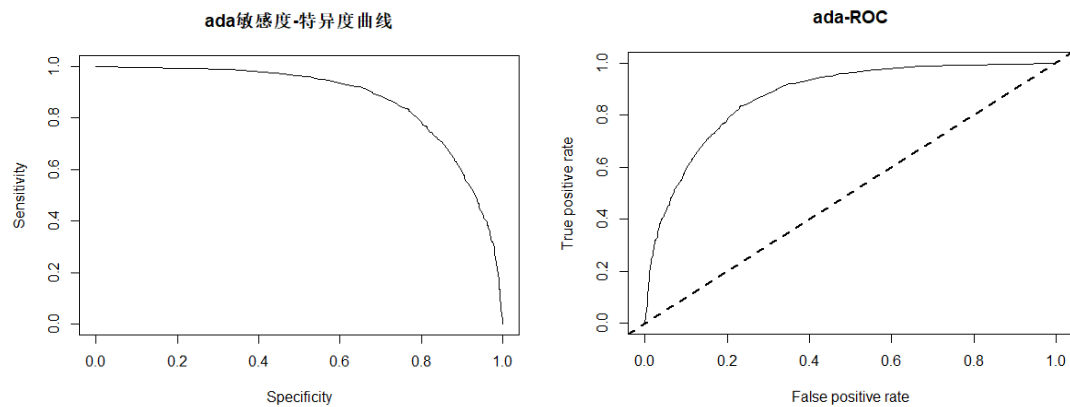 ada敏感度-特异度曲线
1.0
0.8
0.6
0.4
0.2
0.0
Sensitivity
0.0 0.2 0.4 0.6 0.8 1.0
Specificity
ada-ROC
1.0
0.8
0.6
0.4
0.2
0.0
True positive rate
0.0 0.2 0.4 0.6 0.8 1.0
False positive rate